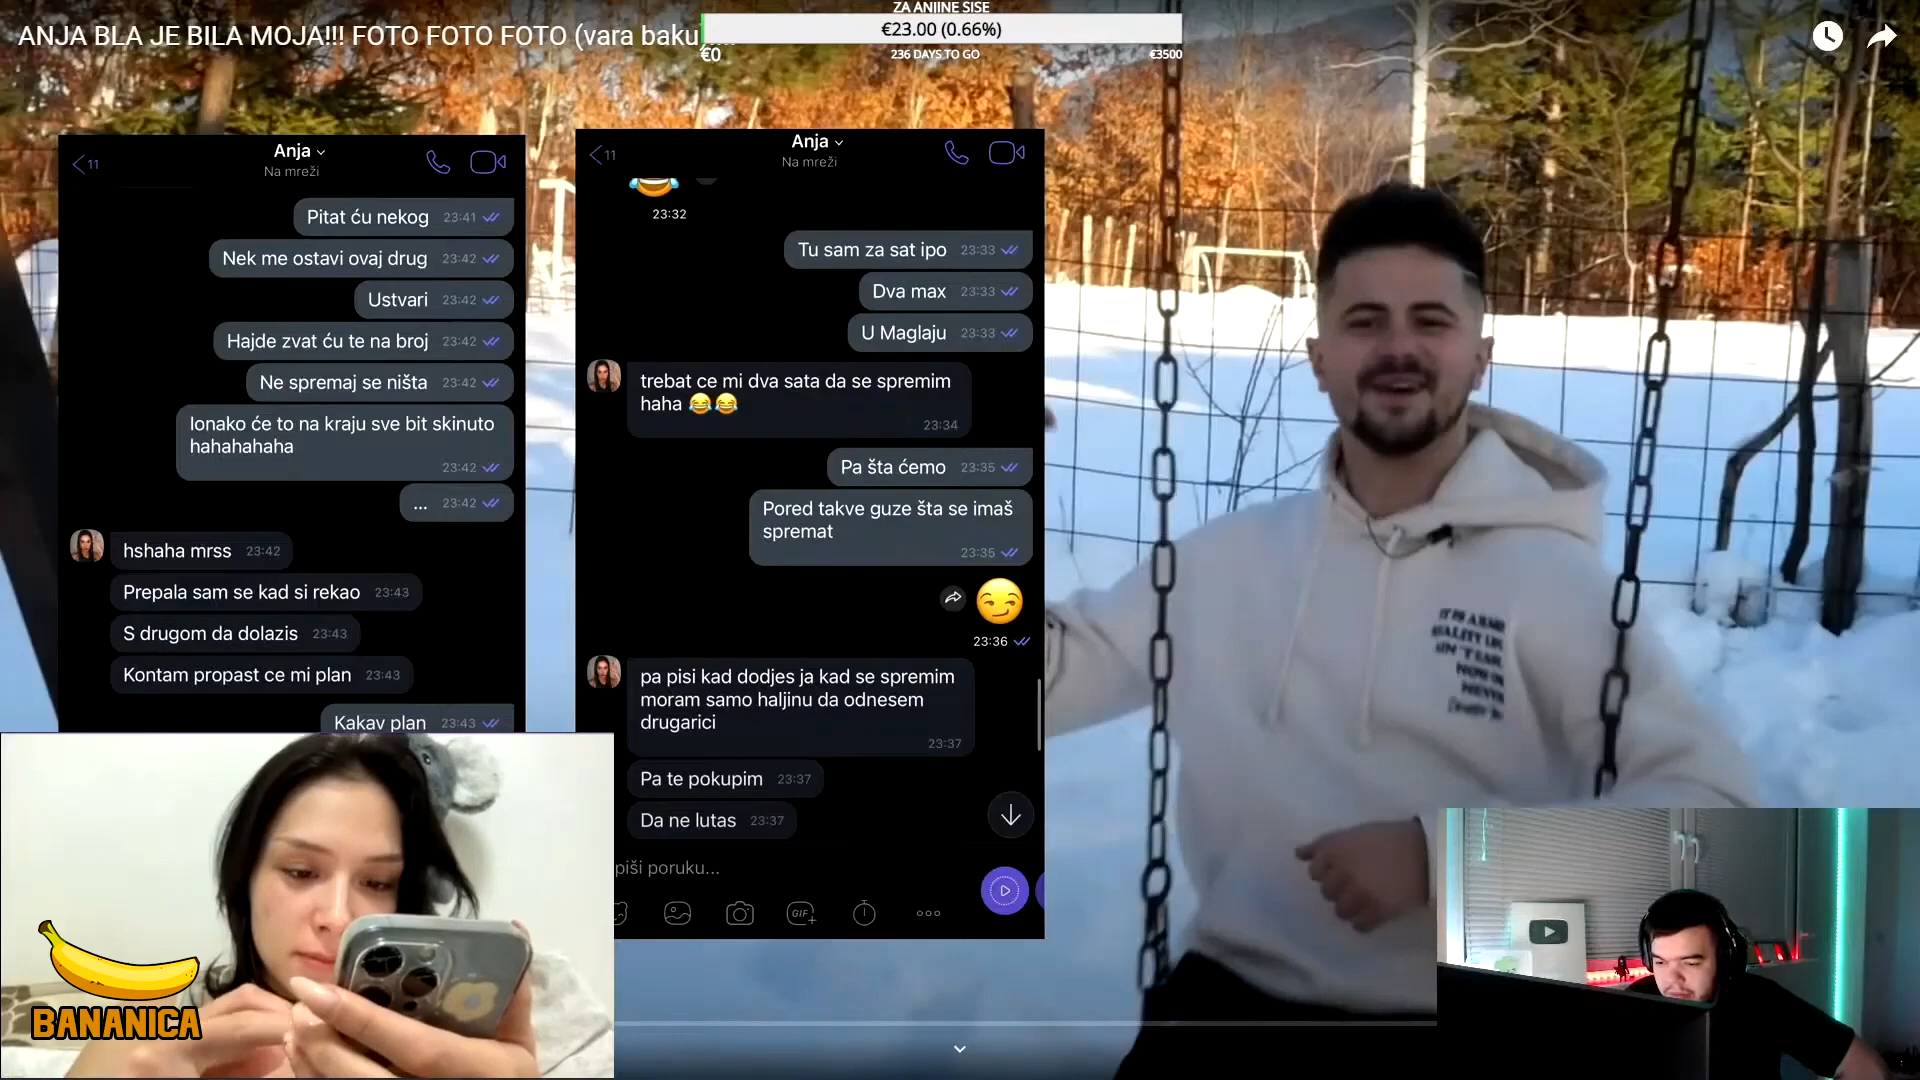 ANJA BLA JE BILA MOJA!!! FOTO FOTO FOTO (vara baku
ZA ANIINE SISE
€23.00 (0.66%)
€0
236 DAYS TO GO
€3500
11
Anja
Na mreži
Pitat ću nekog 23:41
Nek me ostavi ovaj drug 23:42
Ustvari 23:42
Hajde zvat ću te na broj 23:42
Ne spremaj se ništa 23:42
Ionako će to na kraju sve bit skinuto
hahahahaha
23:42
... 23:42
hshaha mrss 23:42
Prepala sam se kad si rekao 23:43
S drugom da dolazis 23:43
Kontam propast ce mi plan 23:43
Kakav plan 23:43
11
Anja
Na mreži
23:32
Tu sam za sat ipo 23:33
Dva max 23:33
U Maglaju 23:33
trebat ce mi dva sata da se spremim
haha 😂😂
23:34
Pa šta ćemo 23:35
Pored takve guze šta se imaš
spremat
23:35
😏
23:36
pa pisi kad dodjes ja kad se spremim
moram samo haljinu da odnesem
drugarici
23:37
Pa te pokupim 23:37
Da ne lutas 23:37
piši poruku...
GIF+
BANANICA